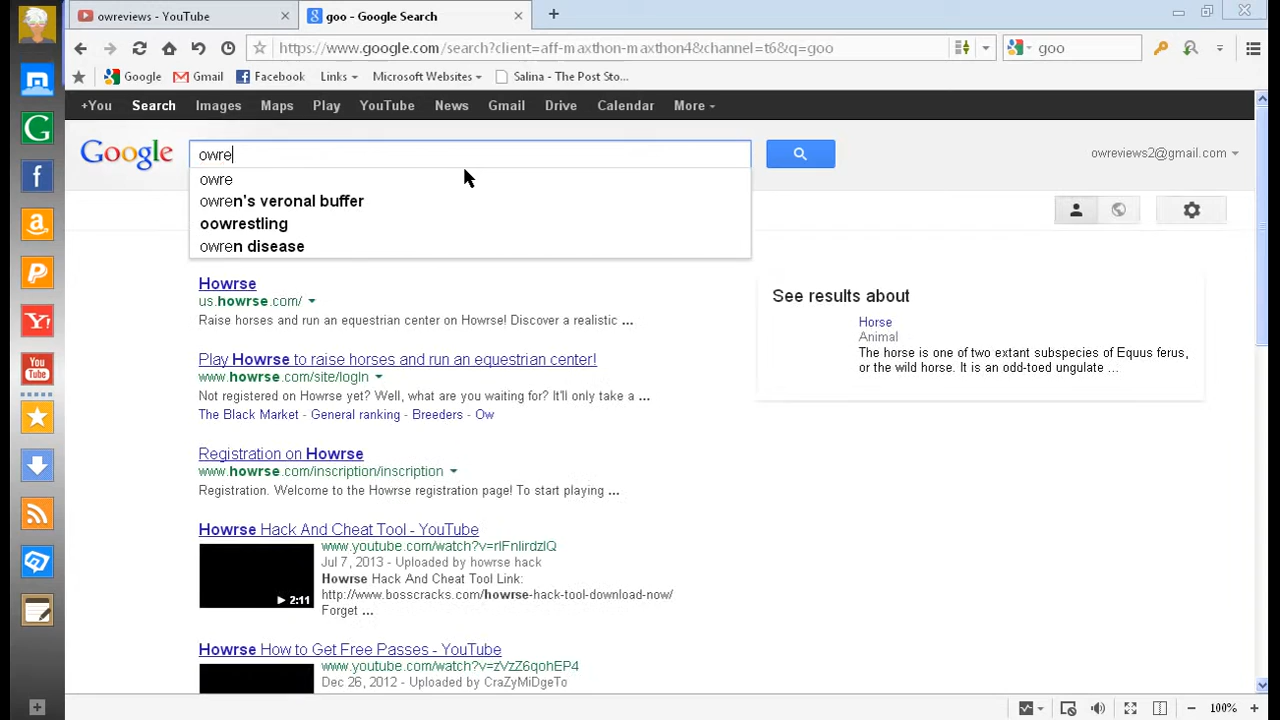 owreviews - YouTube
goo - Google Search
https://www.google.com/search?client=aff-maxthon-maxthon4&channel=t6&q=goo
goo
Google
Gmail
Facebook
Links
Microsoft Websites
Salina - The Post Sto...
+You Search Images Maps Play YouTube News Gmail Drive Calendar More
Google
owre
owreviews2@gmail.com
owre
owren's veronal buffer
oowrestling
owren disease
Howrse
us.howrse.com/
Raise horses and run an equestrian center on Howrse! Discover a realistic ...
See results about
Horse
Animal
The horse is one of two extant subspecies of Equus ferus,
or the wild horse. It is an odd-toed ungulate ...
Play Howrse to raise horses and run an equestrian center!
www.howrse.com/site/logIn
Not registered on Howrse yet? Well, what are you waiting for? It'll only take a ...
The Black Market - General ranking - Breeders - Ow
Registration on Howrse
www.howrse.com/inscription/inscription
Registration. Welcome to the Howrse registration page! To start playing ...
Howrse Hack And Cheat Tool - YouTube
www.youtube.com/watch?v=rIFnlirdzlQ
Jul 7, 2013 - Uploaded by howrse hack
Howrse Hack And Cheat Tool Link:
http://www.bosscracks.com/howrse-hack-tool-download-now/
Forget ...
2:11
Howrse How to Get Free Passes - YouTube
www.youtube.com/watch?v=zVzZ6qohEP4
Dec 26, 2012 - Uploaded by CraZyMiDgeTo
You
Tube
100%